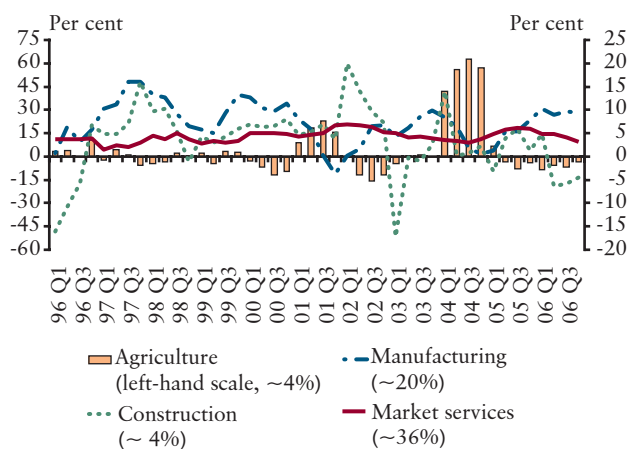 Per cent Per cent
75 25
60 20
45 15
30 10
15 5
0 0
-15 -5
-30 -10
-45 -15
-60 -20
96 Q1 96 Q3 97 Q1 97 Q3 98 Q1 98 Q3 99 Q1 99 Q3 00 Q1 00 Q3 01 Q1 01 Q3 02 Q1 02 Q3 03 Q1 03 Q3 04 Q1 04 Q3 05 Q1 05 Q3 06 Q1 06 Q3
Agriculture
(left-hand scale, ~4%)
Manufacturing
(~20%)
Construction
(~ 4%)
Market services
(~36%)